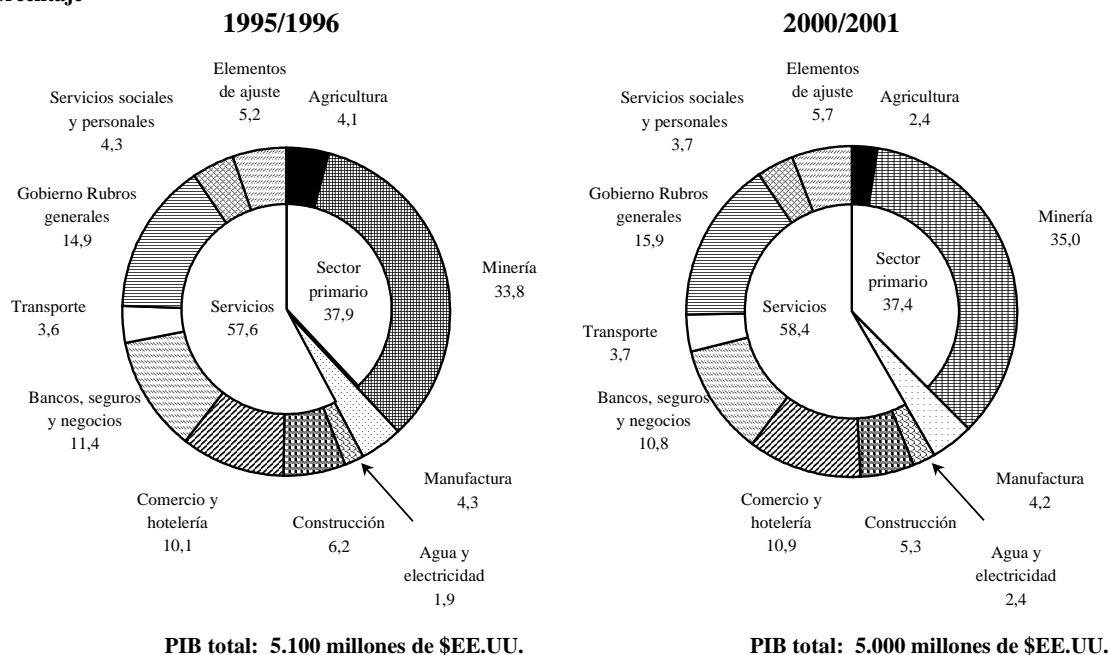 1995/1996
Elementos
de ajuste
5,2
Agricultura
4,1
Servicios sociales
y personales
4,3
Gobierno Rubros
generales
14,9
Minería
33,8
Sector
primario
37,9
Servicios
57,6
Transporte
3,6
Bancos, seguros
y negocios
11,4
Manufactura
4,3
Comercio y
hotelería
10,1
Construcción
6,2
Agua y
electricidad
1,9
PIB total: 5.100 millones de $EE.UU.
2000/2001
Elementos
de ajuste
5,7
Agricultura
2,4
Servicios sociales
y personales
3,7
Gobierno Rubros
generales
15,9
Minería
35,0
Sector
primario
37,4
Servicios
58,4
Transporte
3,7
Bancos, seguros
y negocios
10,8
Manufactura
4,2
Comercio y
hotelería
10,9
Construcción
5,3
Agua y
electricidad
2,4
PIB total: 5.000 millones de $EE.UU.